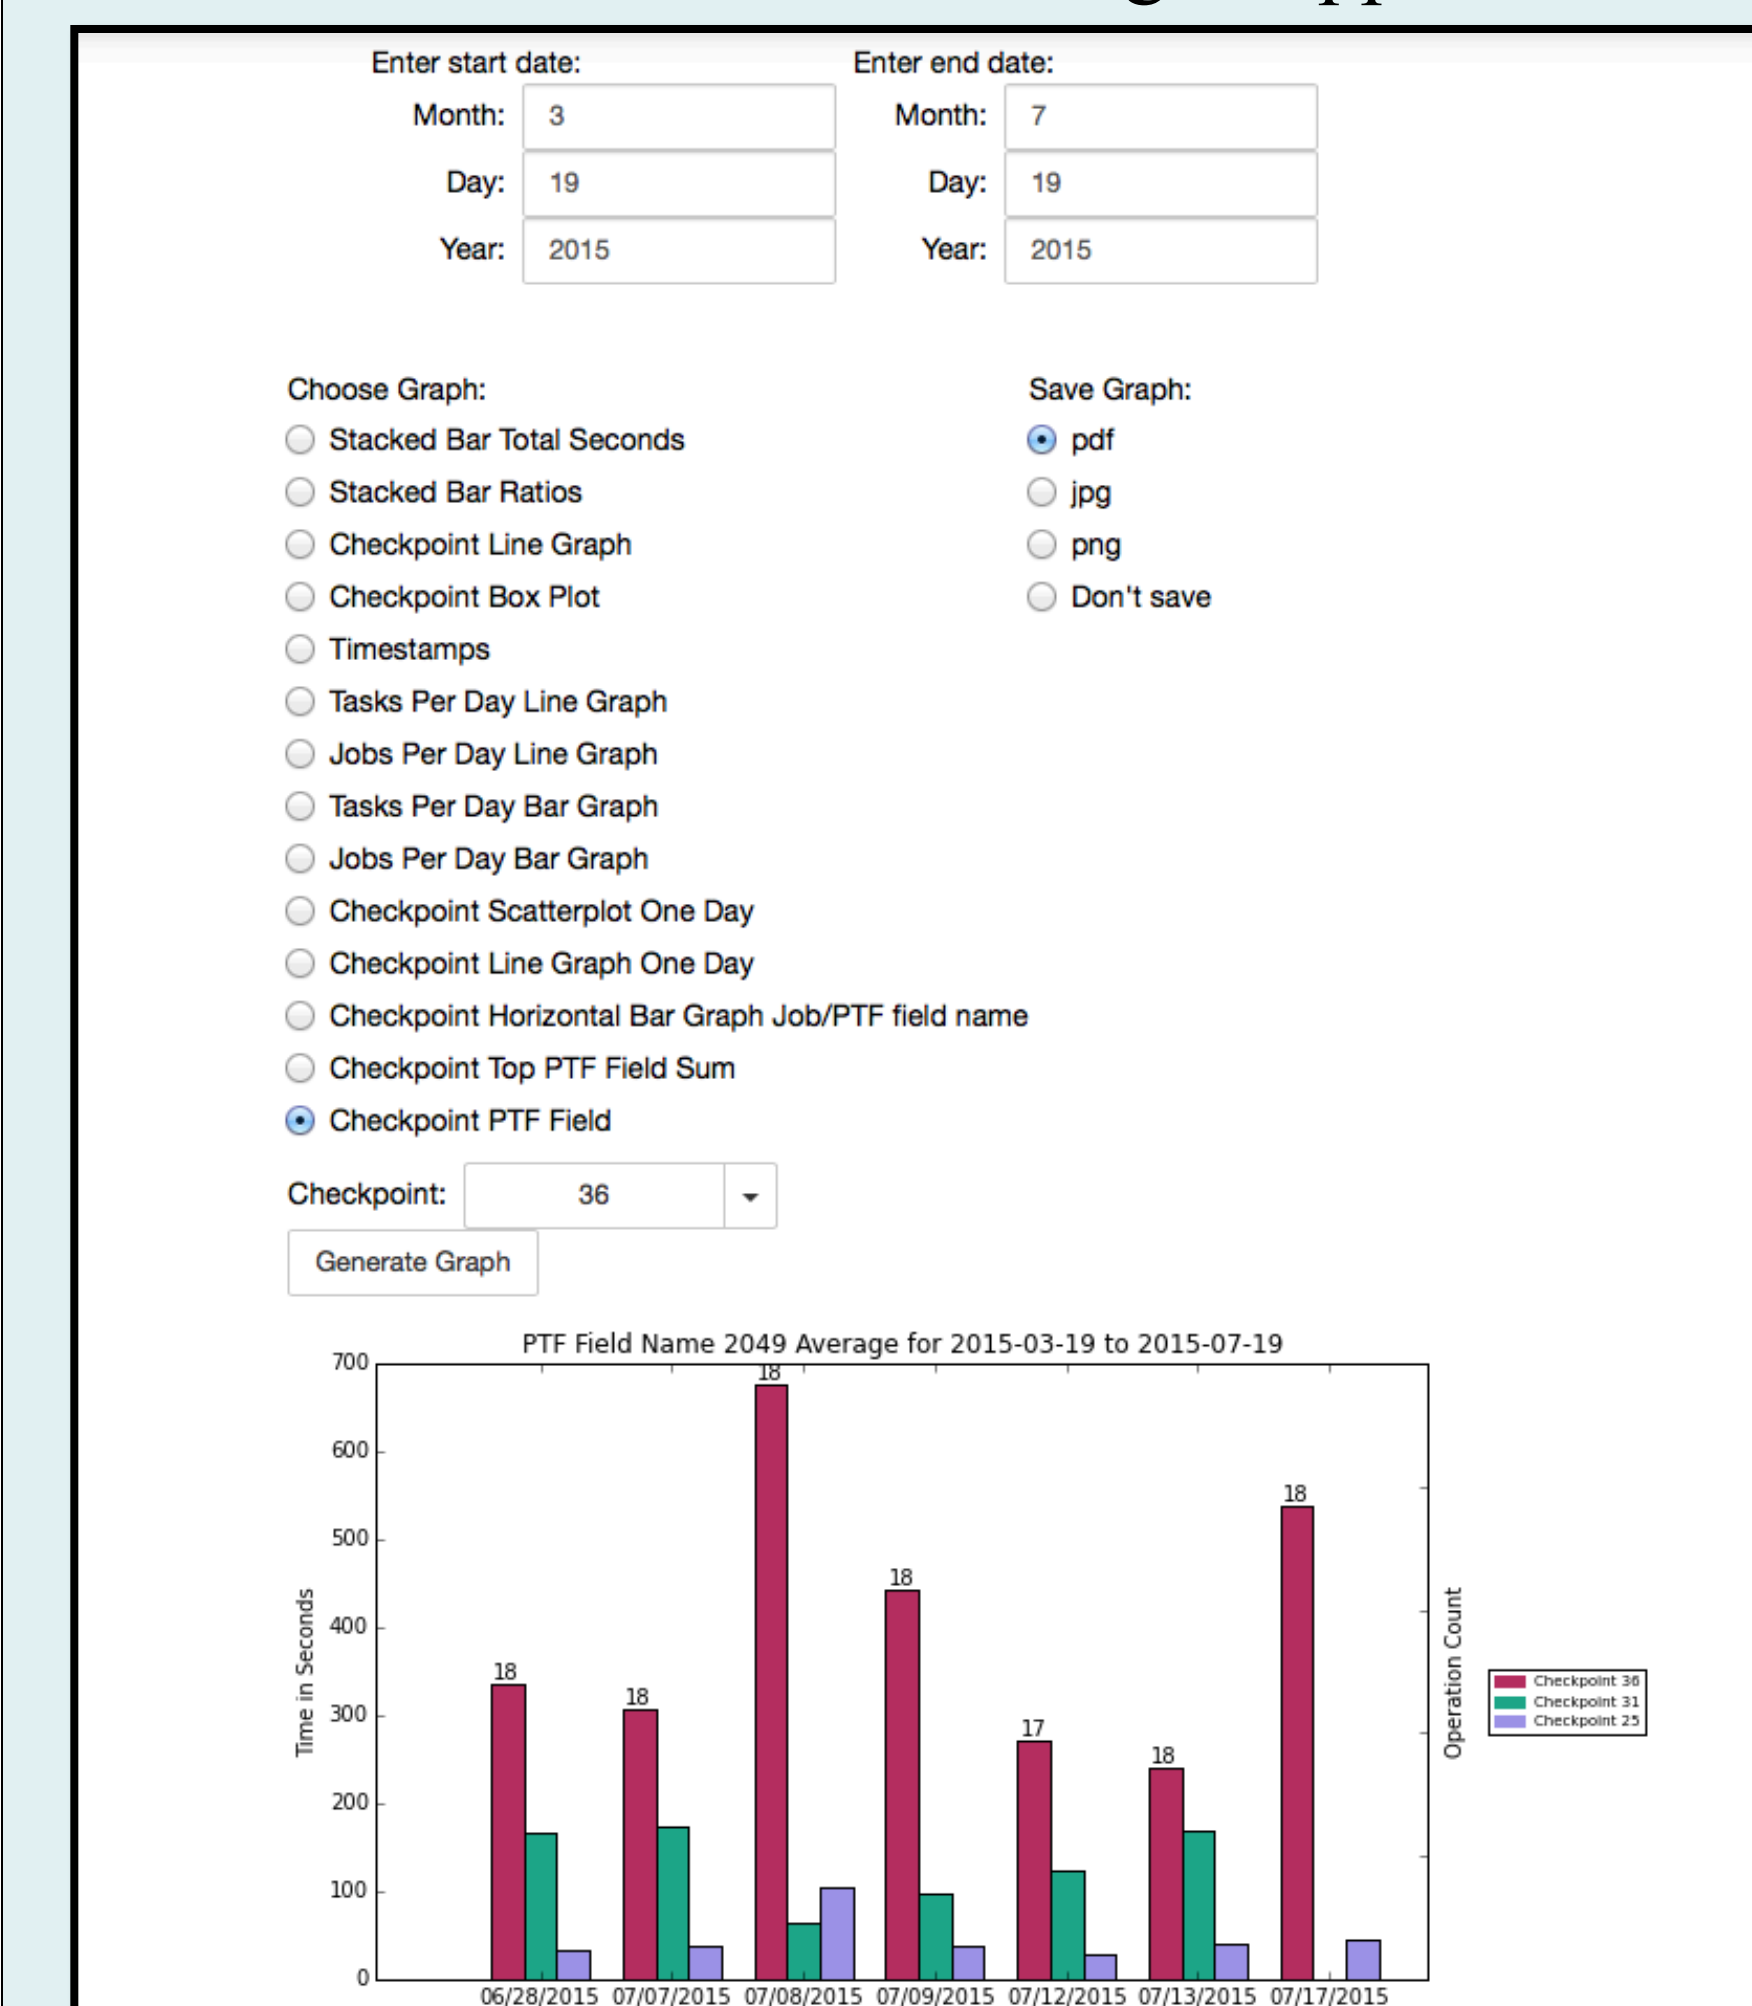 Enter start date: Enter end date:
Month: 3 Month: 7
Day: 19 Day: 19
Year: 2015 Year: 2015
Choose Graph: Save Graph:
Stacked Bar Total Seconds pdf
Stacked Bar Ratios jpg
Checkpoint Line Graph png
Checkpoint Box Plot Don't save
Timestamps
Tasks Per Day Line Graph
Jobs Per Day Line Graph
Tasks Per Day Bar Graph
Jobs Per Day Bar Graph
Checkpoint Scatterplot One Day
Checkpoint Line Graph One Day
Checkpoint Horizontal Bar Graph Job/PTF field name
Checkpoint Top PTF Field Sum
Checkpoint PTF Field
Checkpoint: 36
Generate Graph
PTF Field Name 2049 Average for 2015-03-19 to 2015-07-19
700
18
600
500
18
400
18
300
18
18
17
18
200
100
0
Time in Seconds
Operation Count
Checkpoint 36
Checkpoint 31
Checkpoint 25
06/28/2015 07/07/2015 07/08/2015 07/09/2015 07/12/2015 07/13/2015 07/17/2015